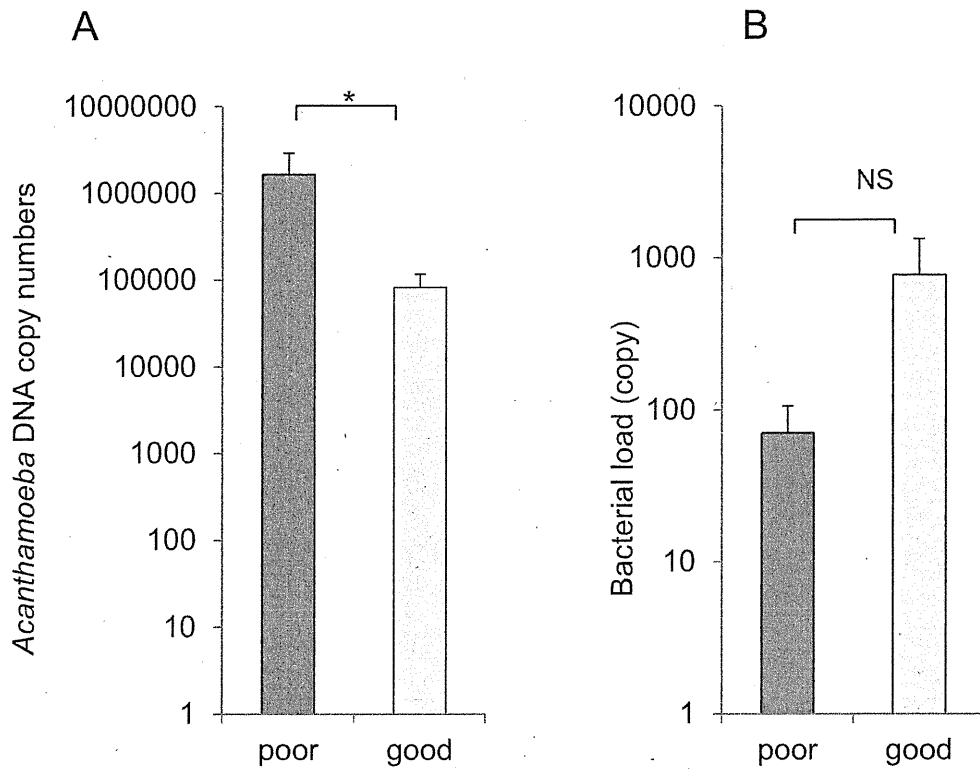 A
Acanthamoeba DNA copy numbers
10000000
1000000
100000
10000
1000
100
10
1
*
poor
good
B
Bacterial load (copy)
10000
1000
100
10
1
NS
poor
good